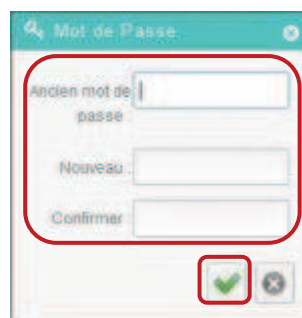 Mot de Passe
Ancien mot de
passe
Nouveau
Confirmer